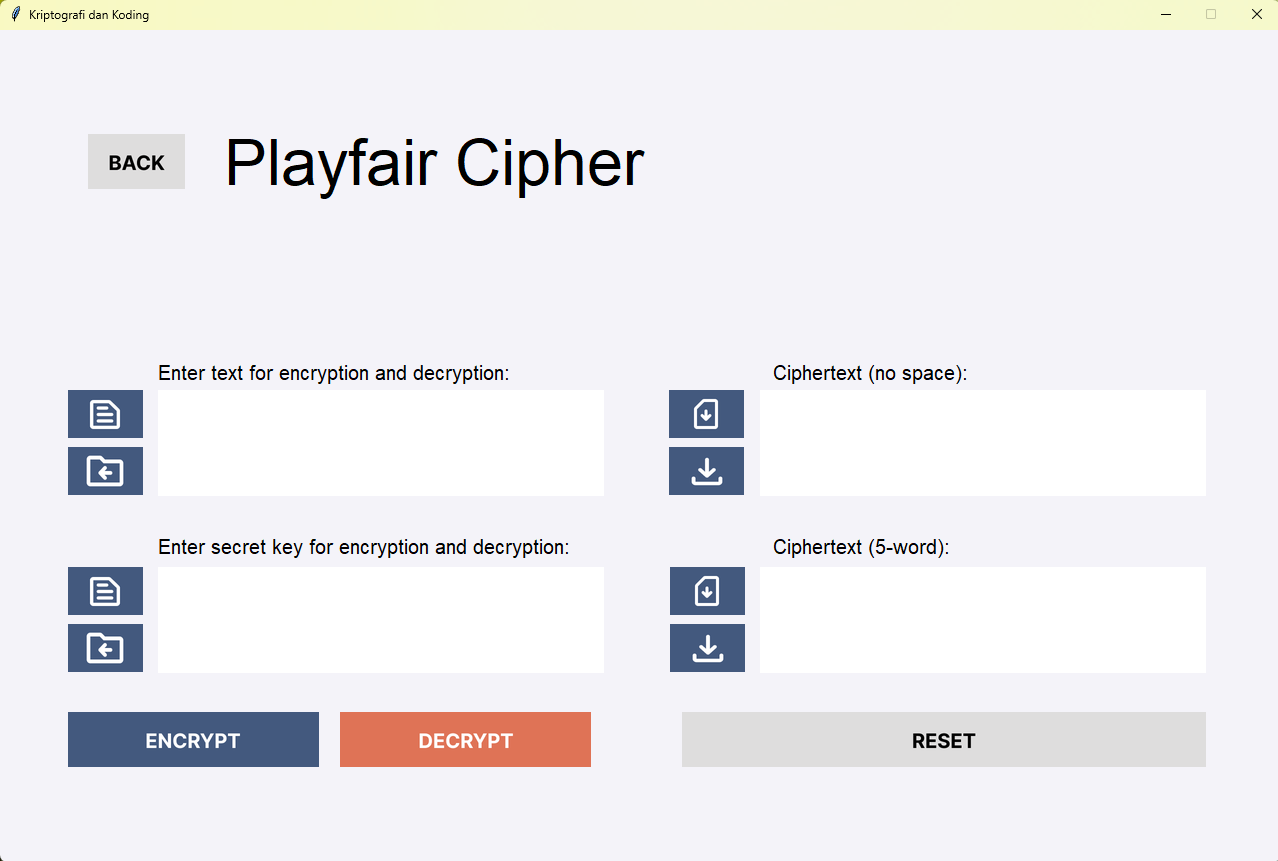 Kriptografi dan Koding
BACK
Playfair Cipher
Enter text for encryption and decryption:
Ciphertext (no space):
Enter secret key for encryption and decryption:
Ciphertext (5-word):
ENCRYPT
DECRYPT
RESET